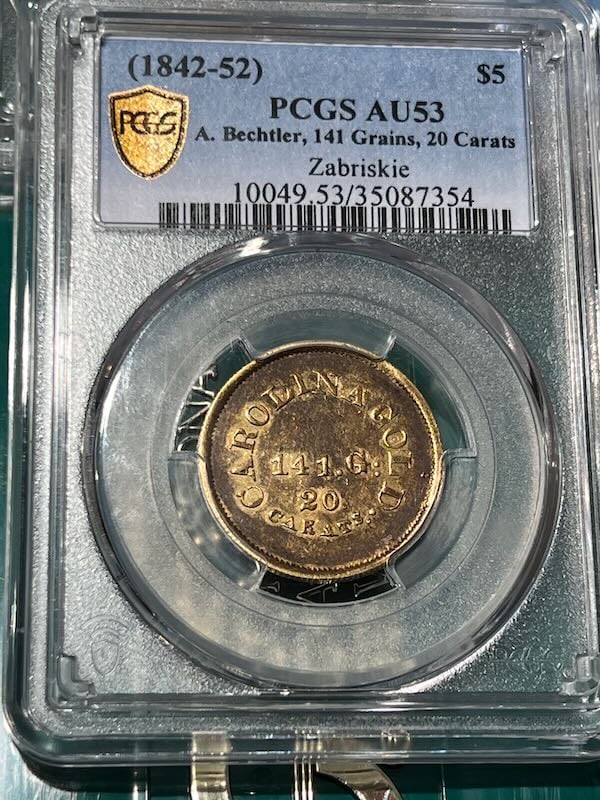 (1842-52) $5
PCGS PCGS AU53
A. Bechtler, 141 Grains, 20 Carats
Zabriskie
10049.53/35087354
CAROLINA GOLD
141.G:
20
CARATS.